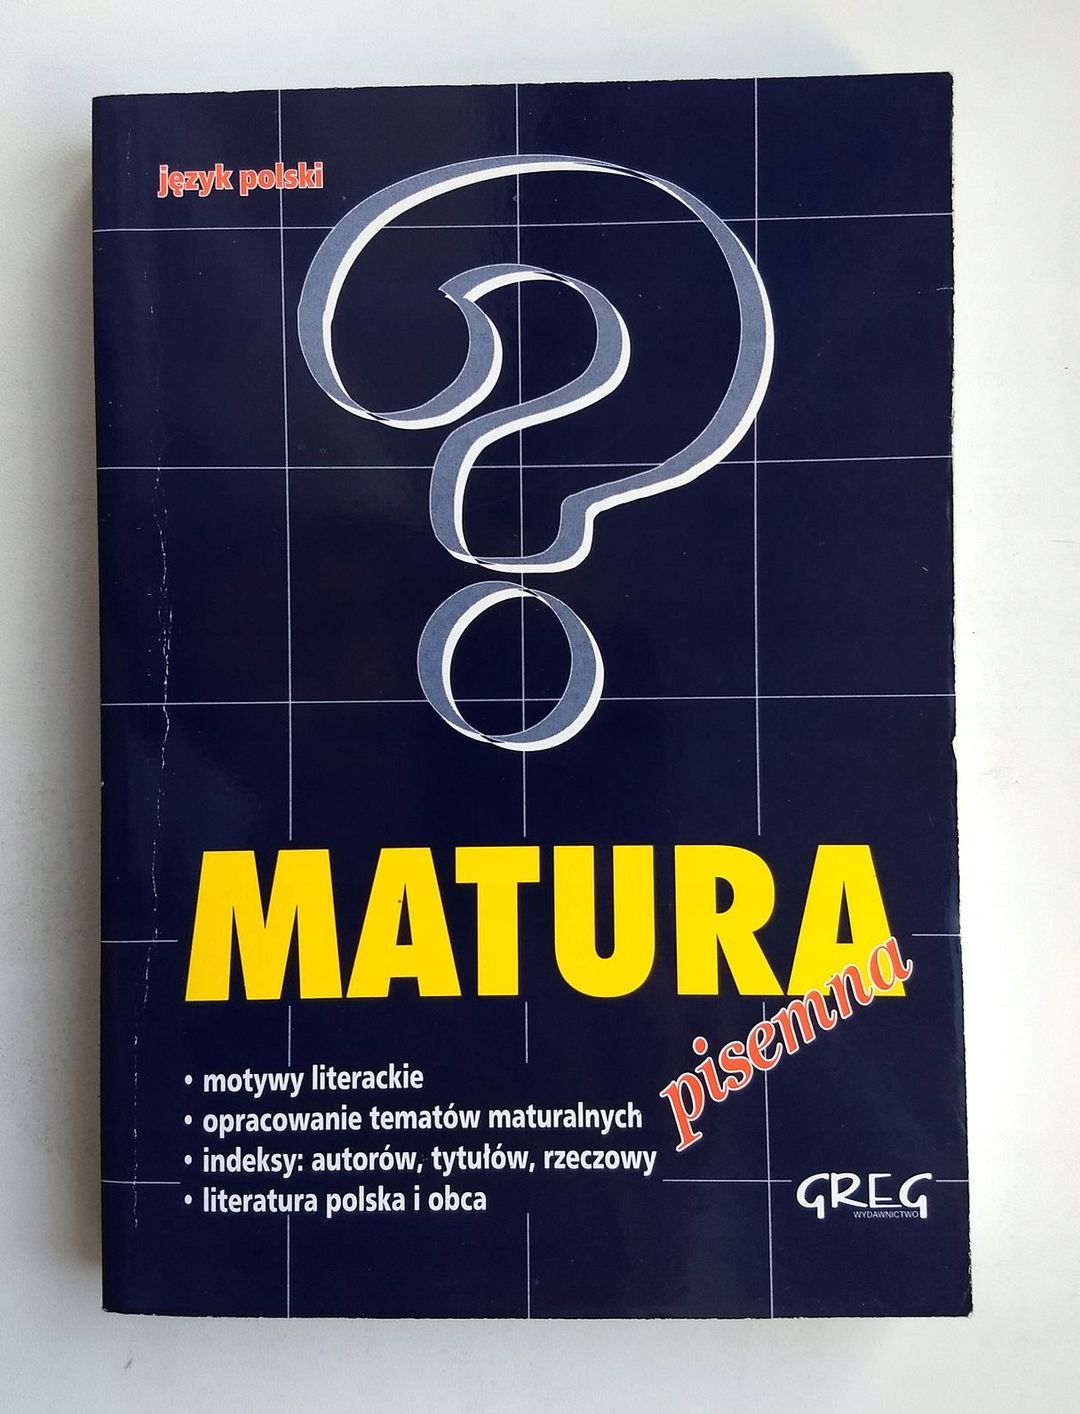 język polski
?
MATURA
pisemna
• motywy literackie
• opracowanie tematów maturalnych
• indeksy: autorów, tytułów, rzeczowy
• literatura polska i obca
GREG
WYDAWNICTWO